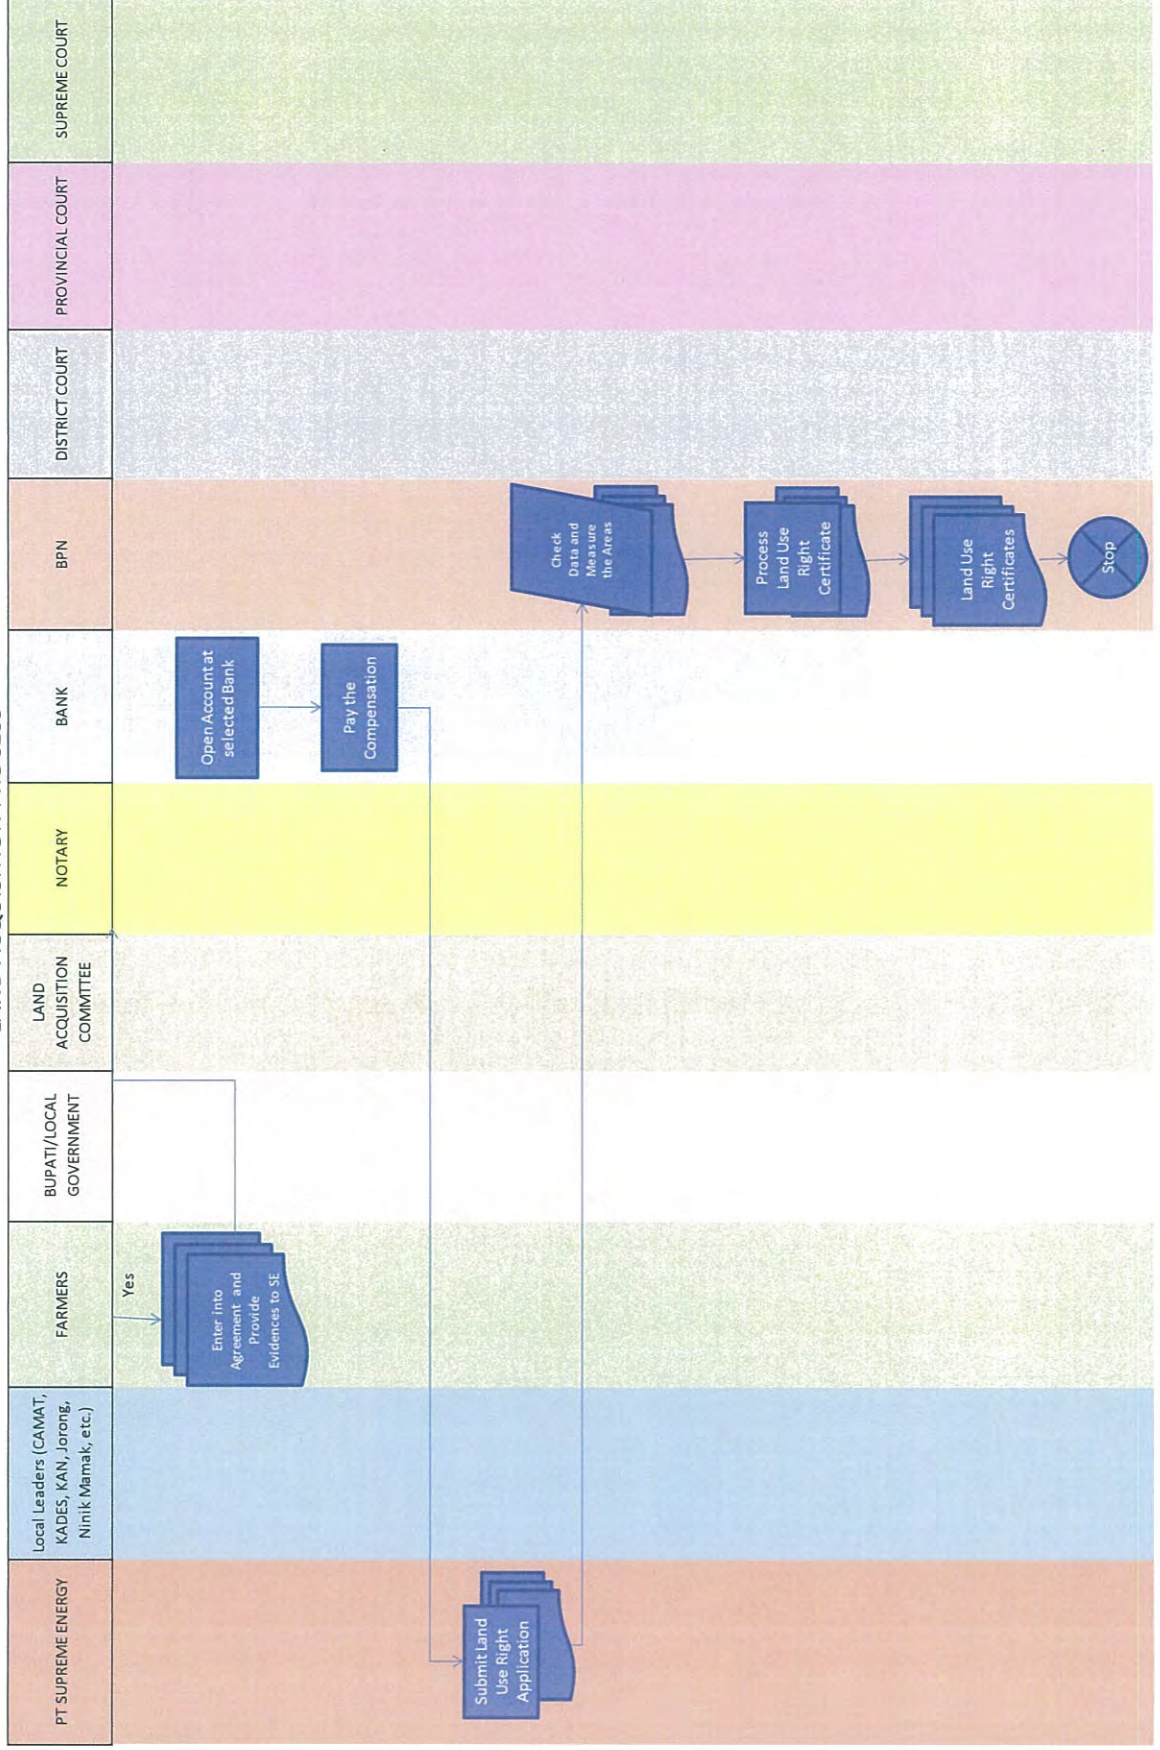 PT SUPREME ENERGY
Local Leaders (CAMAT,
KADES, KAN, Jorong,
Ninik Mamak, etc.)
FARMERS
BUPATI/LOCAL
GOVERNMENT
LAND
ACQUISITION
COMMTTEE
NOTARY
BANK
BPN
DISTRICT COURT
PROVINCIAL COURT
SUPREME COURT
Yes
Enter into
Agreement and
Provide
Evidences to SE
Open Account at
selected Bank
Pay the
Compensation
Submit Land
Use Right
Application
Check
Data and
Measure
the Areas
Process
Land Use
Right
Certificate
Land Use
Right
Certificates
Stop